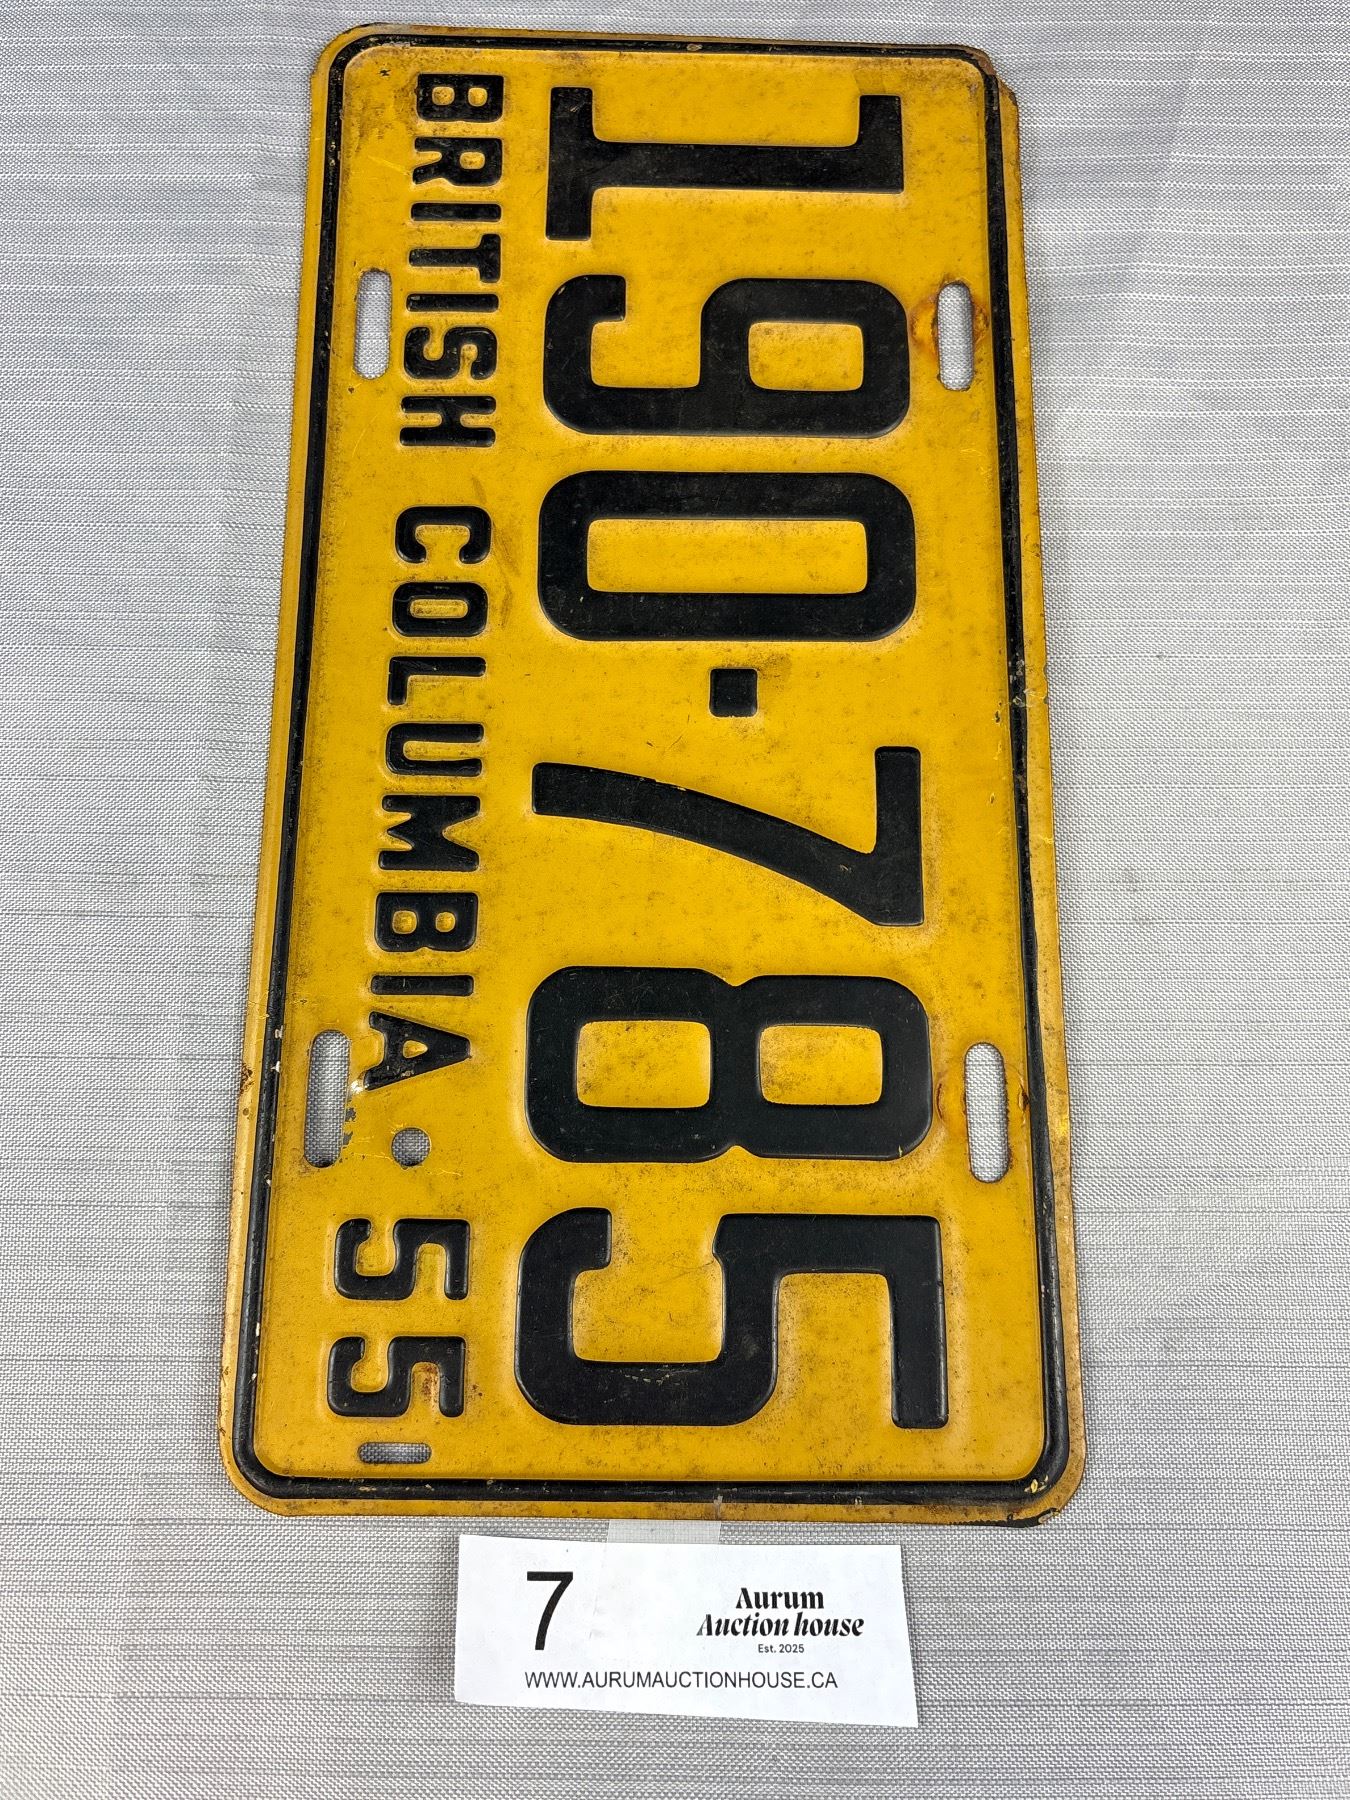 190·785
BRITISH COLUMBIA · 55
7
Aurum
Auction house
Est. 2025
WWW.AURUMAUCTIONHOUSE.CA